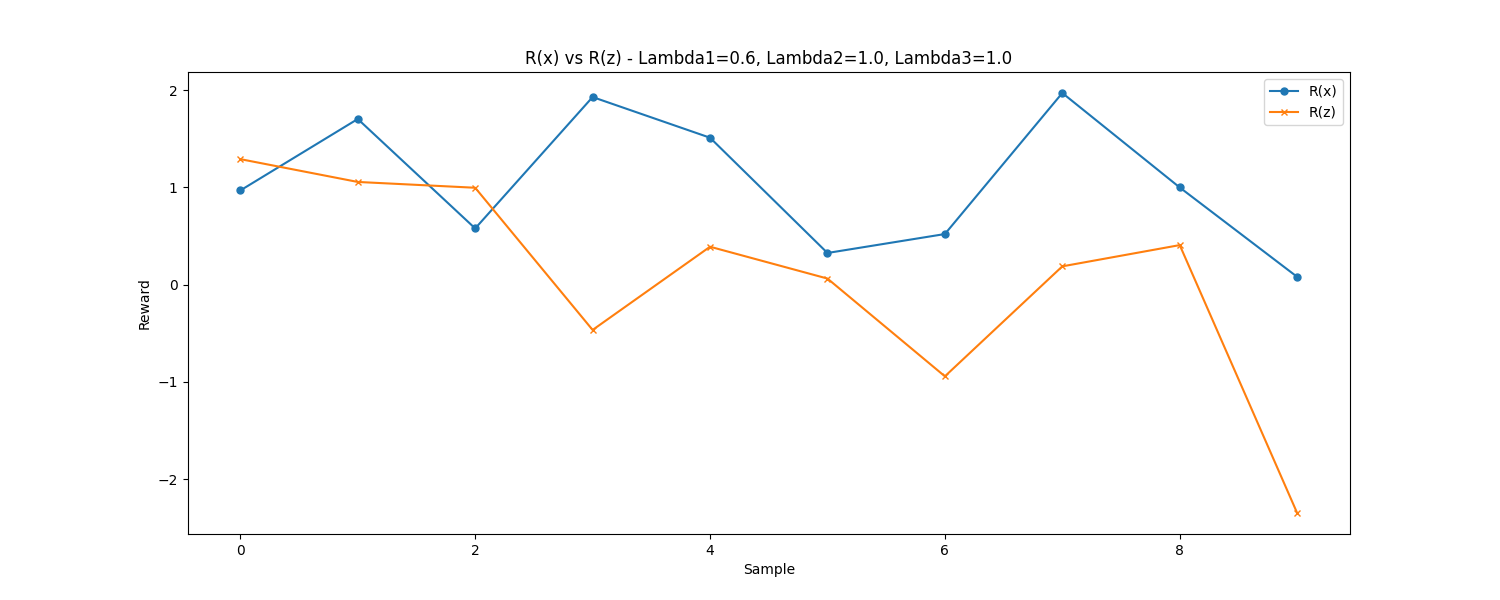 R(x) vs R(z) - Lambda1=0.6, Lambda2=1.0, Lambda3=1.0
R(x)
R(z)
2
1
0
−1
−2
Reward
0
2
4
6
8
Sample